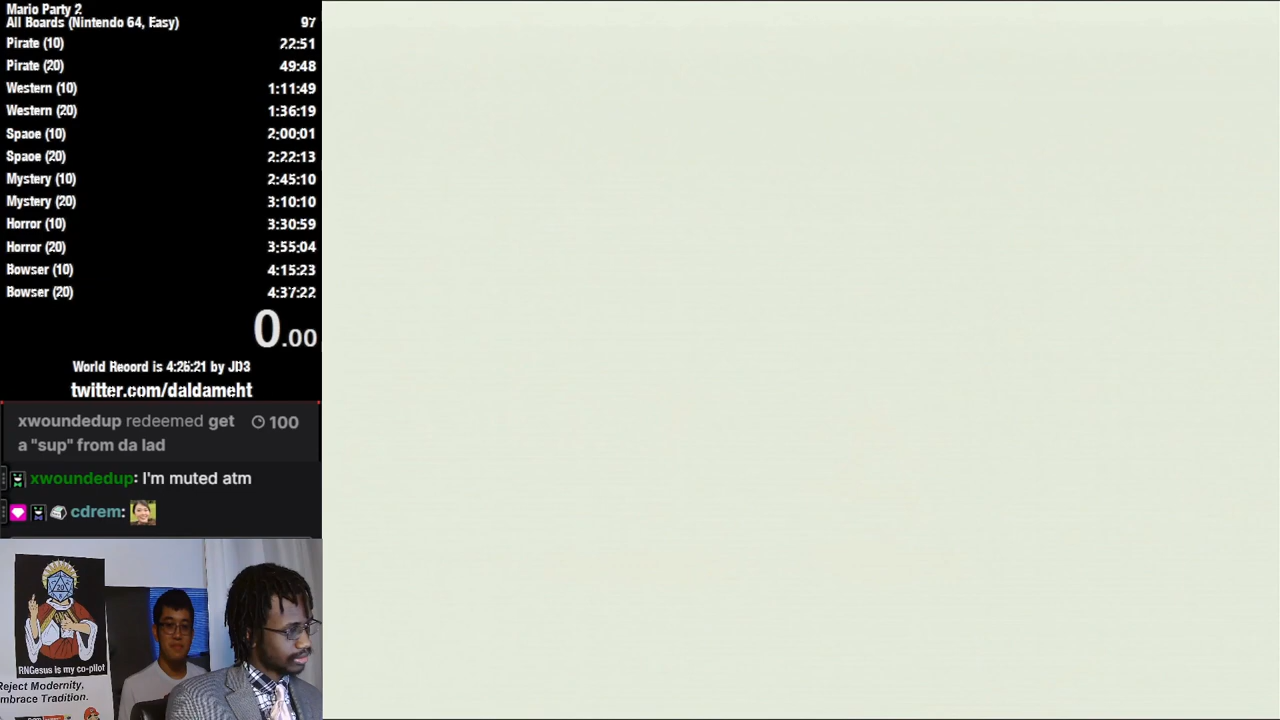 Mario Party 2
All Boards (Nintendo 64, Easy) 97
Pirate (10) 22:51
Pirate (20) 49:48
Western (10) 1:11:49
Western (20) 1:36:19
Space (10) 2:00:01
Space (20) 2:22:13
Mystery (10) 2:45:10
Mystery (20) 3:10:10
Horror (10) 3:30:59
Horror (20) 3:55:04
Bowser (10) 4:15:23
Bowser (20) 4:37:22
0.00
World Record is 4:26:21 by JD3
twitter.com/daldameht
xwoundedup redeemed get 100
a "sup" from da lad
xwoundedup: I'm muted atm
cdrem:
RNGesus is my co-pilot
Reject Modernity,
Embrace Tradition.